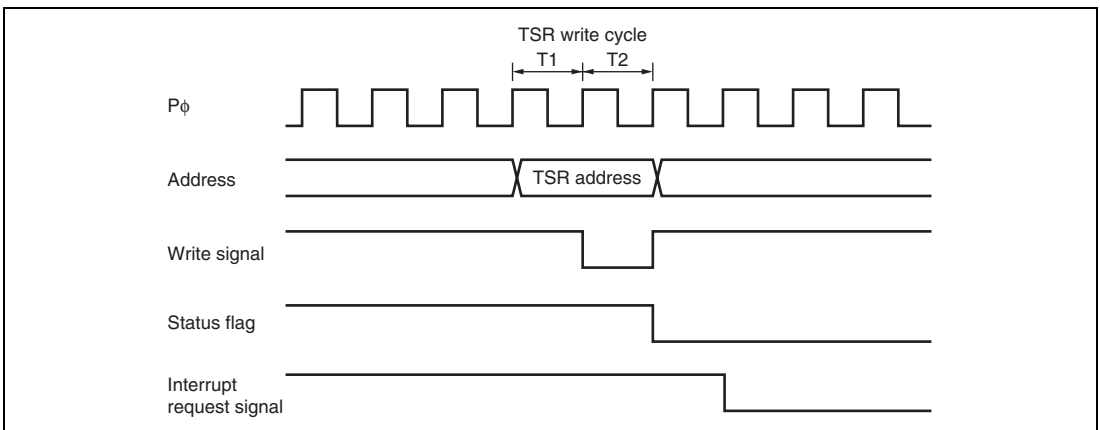 TSR write cycle
T1 T2
Pϕ
Address
TSR address
Write signal
Status flag
Interrupt
request signal